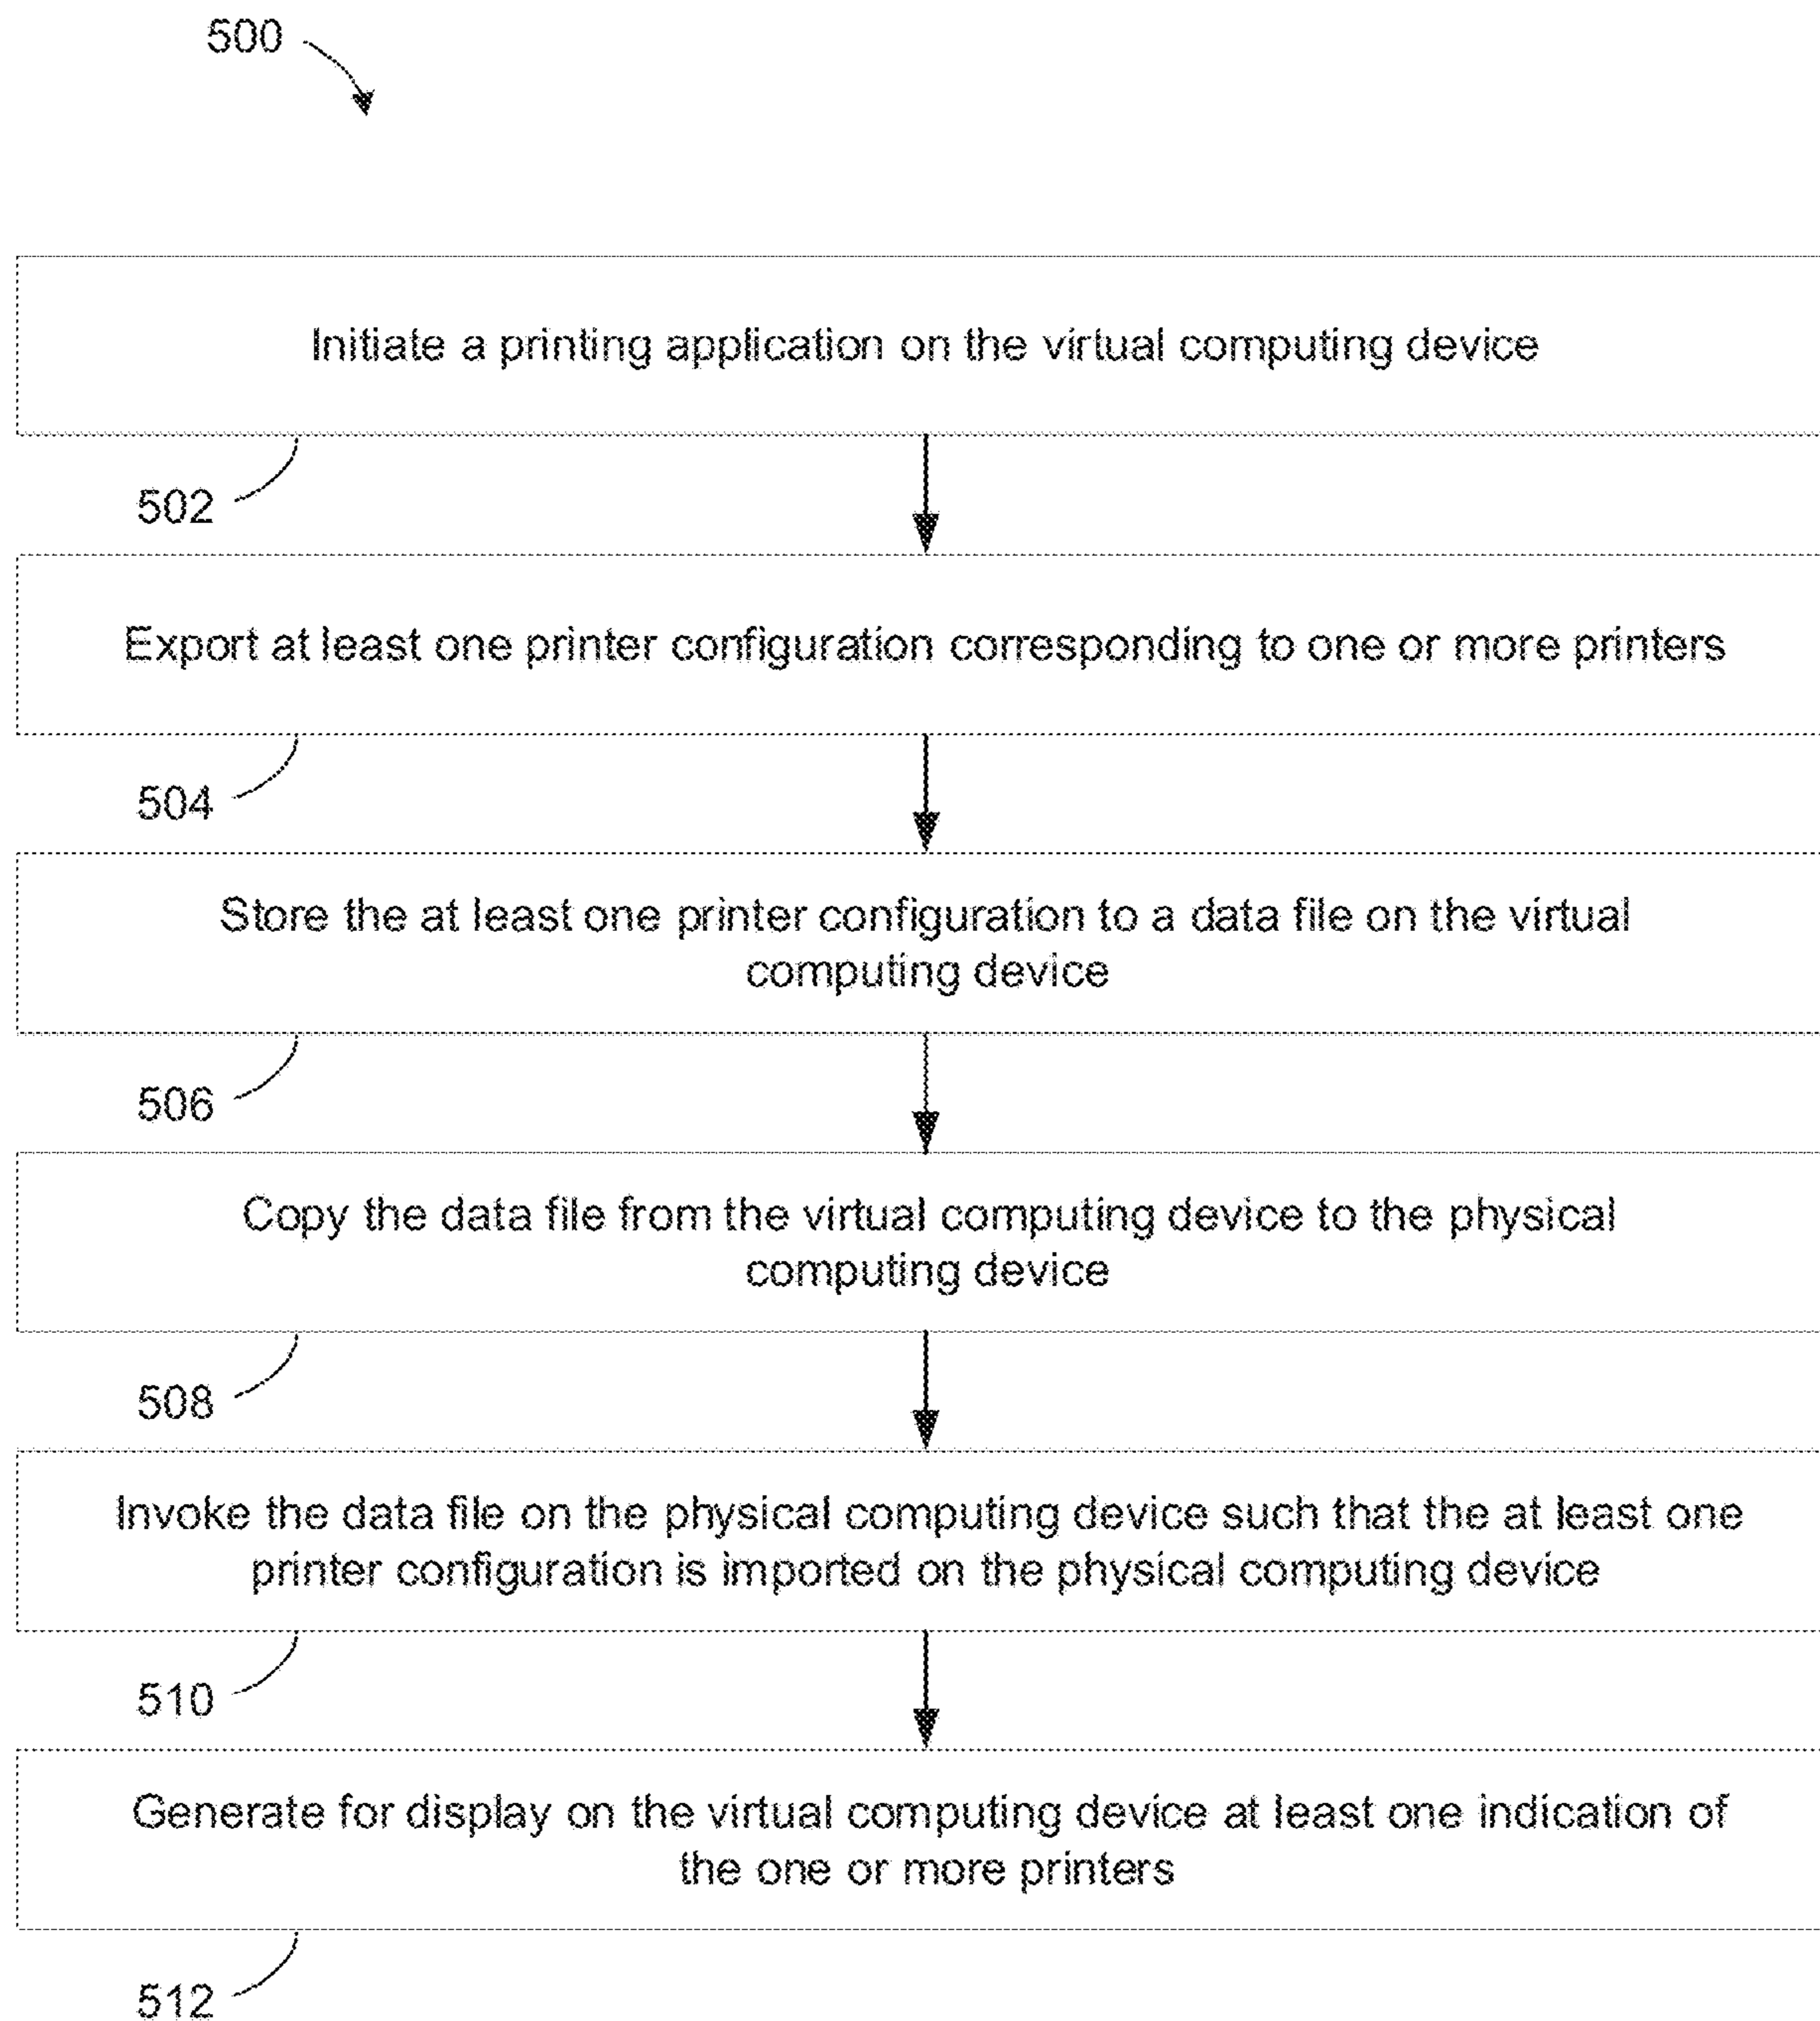 500
Initiate a printing application on the virtual computing device
502
Export at least one printer configuration corresponding to one or more printers
504
Store the at least one printer configuration to a data file on the virtual
computing device
506
Copy the data file from the virtual computing device to the physical
computing device
508
Invoke the data file on the physical computing device such that the at least one
printer configuration is imported on the physical computing device
510
Generate for display on the virtual computing device at least one indication of
the one or more printers
512